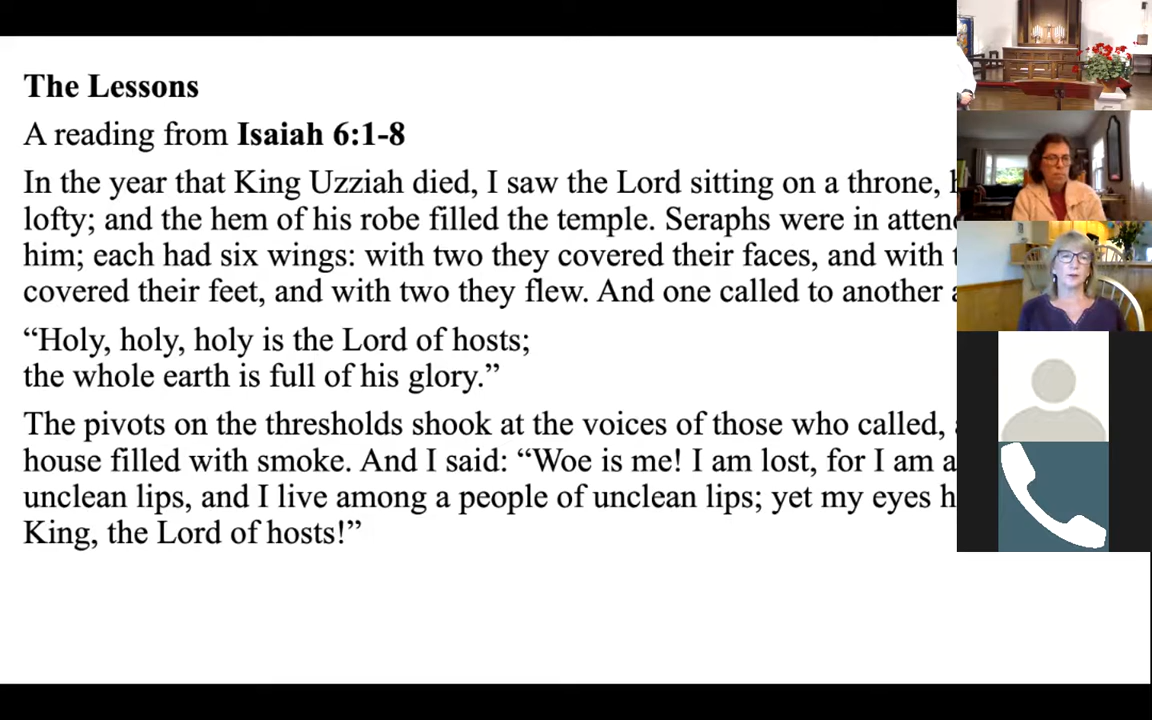 The Lessons
A reading from Isaiah 6:1-8
In the year that King Uzziah died, I saw the Lord sitting on a throne,
lofty; and the hem of his robe filled the temple. Seraphs were in
him; each had six wings: with two they covered their faces, and with
covered their feet, and with two they flew. And one called to another
“Holy, holy, holy is the Lord of hosts;
the whole earth is full of his glory.”
The pivots on the thresholds shook at the voices of those who called,
house filled with smoke. And I said: “Woe is me! I am lost, for I am a
unclean lips, and I live among a people of unclean lips; yet my eyes
King, the Lord of hosts!”